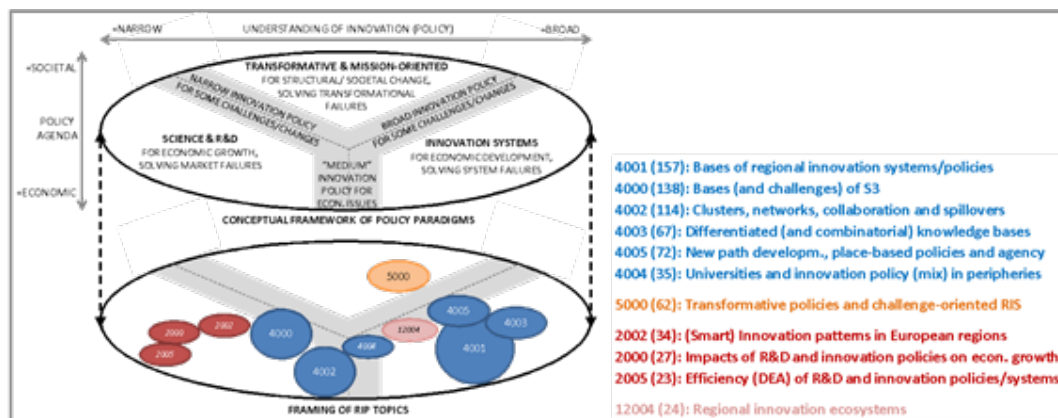 +NARROW UNDERSTANDING OF INNOVATION (POLICY) +BROAD
+SOCIETAL
POLICY
AGENDA
+ECONOMIC
TRANSFORMATIVE & MISSION-ORIENTED
FOR STRUCTURAL/ SOCIETAL CHANGE,
SOLVING TRANSFORMATIONAL
FAILURES
NARROW INNOVATION POLICY
FOR SOME CHALLENGES/CHANGES
BROAD INNOVATION POLICY
FOR SOME CHALLENGES/CHANGES
SCIENCE & R&D
FOR ECONOMIC GROWTH,
SOLVING MARKET FAILURES
INNOVATION SYSTEMS
FOR ECONOMIC DEVELOPMENT,
SOLVING SYSTEM FAILURES
"MEDIUM"
INNOVATION
POLICY FOR
ECON. ISSUES
CONCEPTUAL FRAMEWORK OF POLICY PARADIGMS
5000
2000
2002
2005
4000
4002
4004
12004
4005
4003
4001
FRAMING OF RIP TOPICS
4001 (157): Bases of regional innovation systems/policies
4000 (138): Bases (and challenges) of S3
4002 (114): Clusters, networks, collaboration and spillovers
4003 (67): Differentiated (and combinatorial) knowledge bases
4005 (72): New path developm., place-based policies and agency
4004 (35): Universities and innovation policy (mix) in peripheries
5000 (62): Transformative policies and challenge-oriented RIS
2002 (34): (Smart) Innovation patterns in European regions
2000 (27): Impacts of R&D and innovation policies on econ. growth
2005 (23): Efficiency (DEA) of R&D and innovation policies/systems
12004 (24): Regional innovation ecosystems